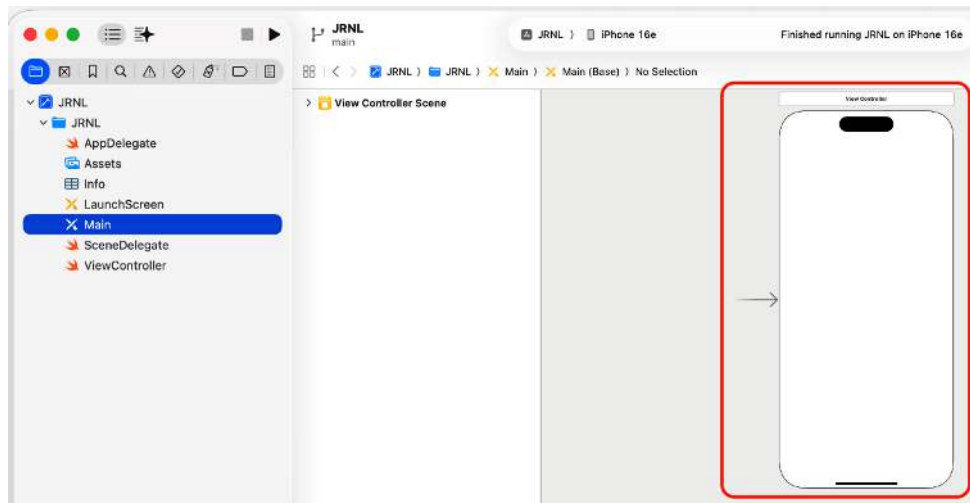 JRNL
main
JRNL 〉 iPhone 16e
Finished running JRNL on iPhone 16e
JRNL 〉 JRNL 〉 Main 〉 Main (Base) 〉 No Selection
JRNL
JRNL
AppDelegate
Assets
Info
LaunchScreen
Main
SceneDelegate
ViewController
View Controller Scene
View Controller